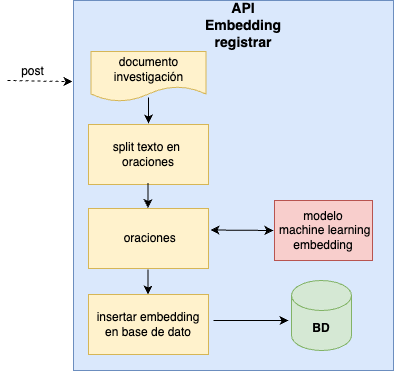 API
Embedding
registrar
post
documento
investigación
split texto en
oraciones
oraciones
modelo
machine learning
embedding
insertar embedding
en base de dato
BD